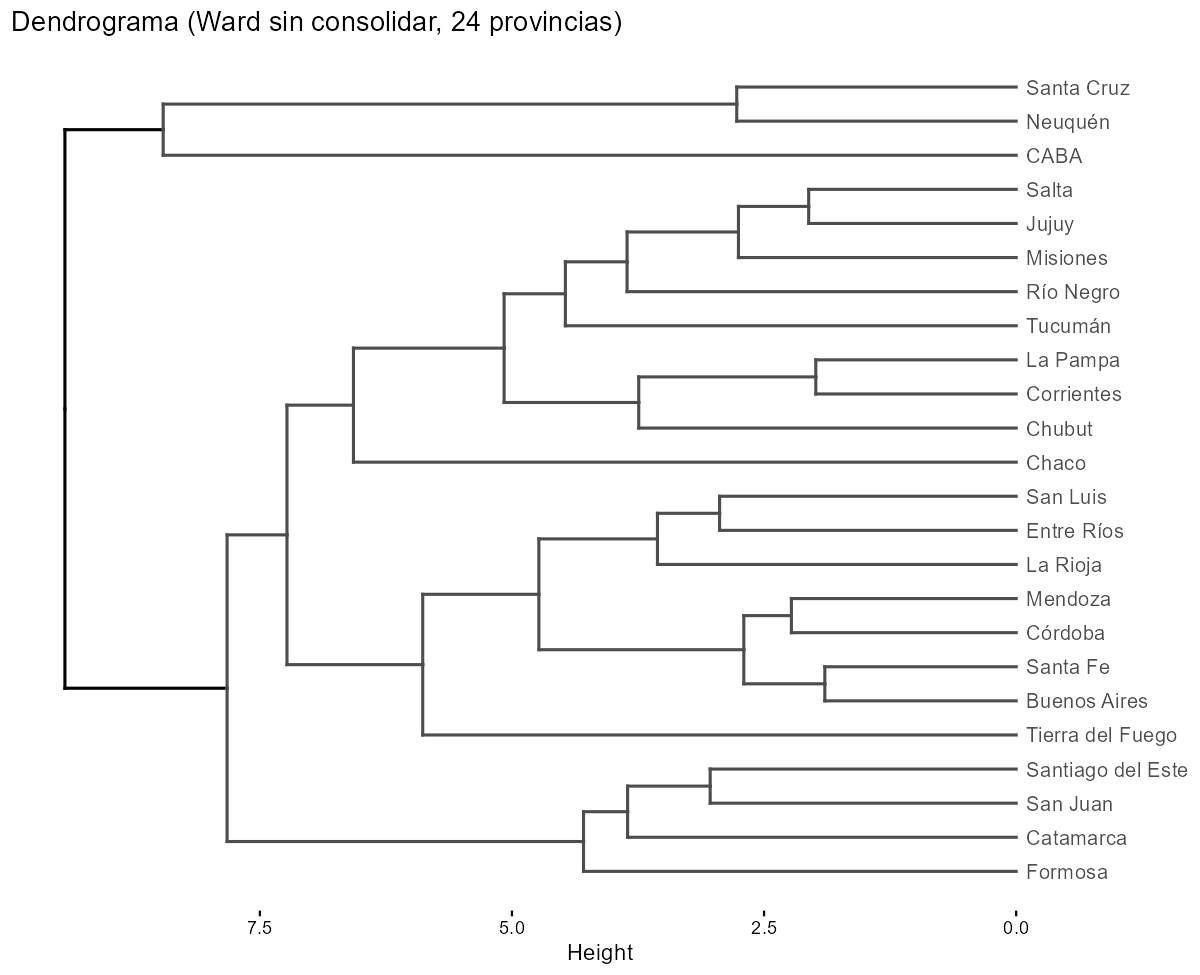 Dendrograma (Ward sin consolidar, 24 provincias)
Santa Cruz
Neuquén
CABA
Salta
Jujuy
Misiones
Río Negro
Tucumán
La Pampa
Corrientes
Chubut
Chaco
San Luis
Entre Ríos
La Rioja
Mendoza
Córdoba
Santa Fe
Buenos Aires
Tierra del Fuego
Santiago del Este
San Juan
Catamarca
Formosa
7.5 5.0 2.5 0.0
Height